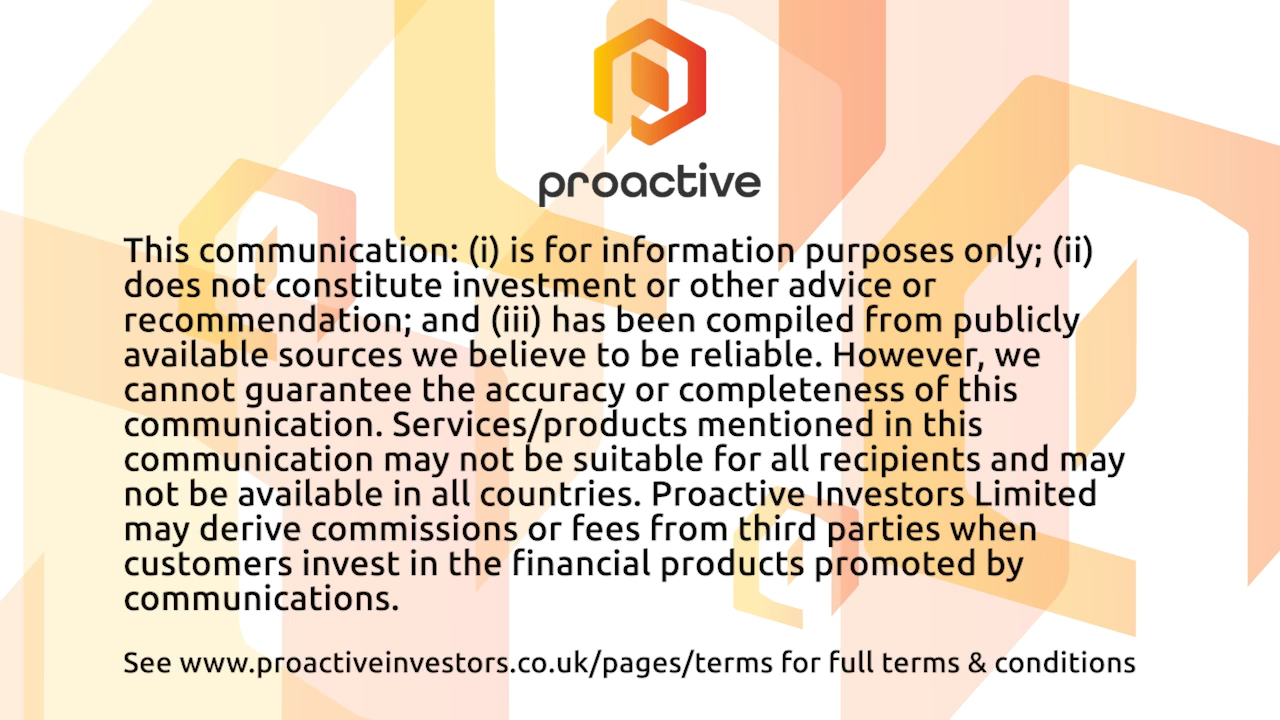 proactive
This communication: (i) is for information purposes only; (ii)
does not constitute investment or other advice or
recommendation; and (iii) has been compiled from publicly
available sources we believe to be reliable. However, we
cannot guarantee the accuracy or completeness of this
communication. Services/products mentioned in this
communication may not be suitable for all recipients and may
not be available in all countries. Proactive Investors Limited
may derive commissions or fees from third parties when
customers invest in the financial products promoted by
communications.
See www.proactiveinvestors.co.uk/pages/terms for full terms & conditions